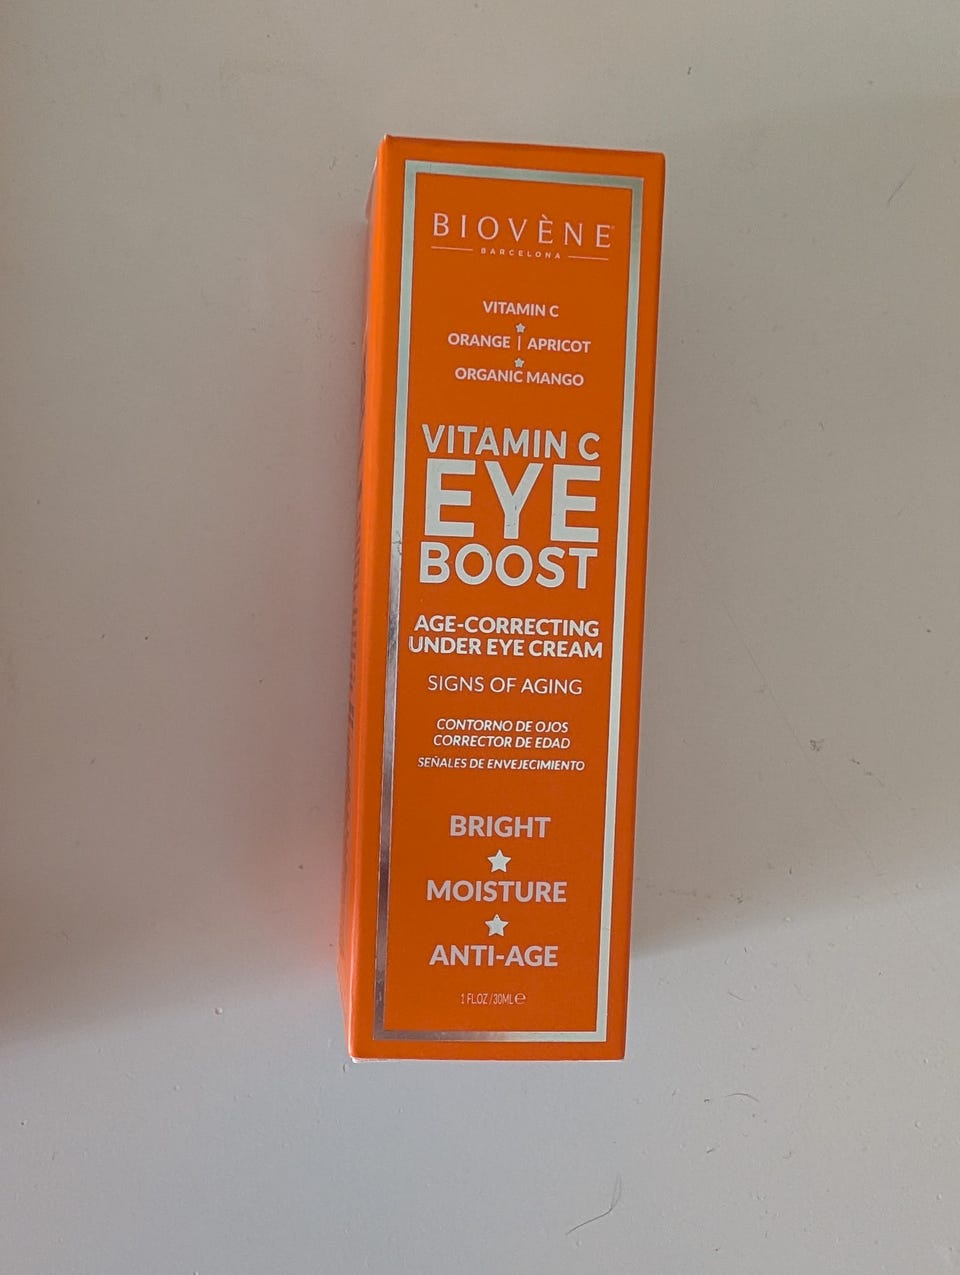 BIOVÈNE
BARCELONA
VITAMIN C
ORANGE | APRICOT
ORGANIC MANGO
VITAMIN C
EYE
BOOST
AGE-CORRECTING
UNDER EYE CREAM
SIGNS OF AGING
CONTORNO DE OJOS
CORRECTOR DE EDAD
SEÑALES DE ENVEJECIMIENTO
BRIGHT
MOISTURE
ANTI-AGE
1 FL.OZ/30ML℮